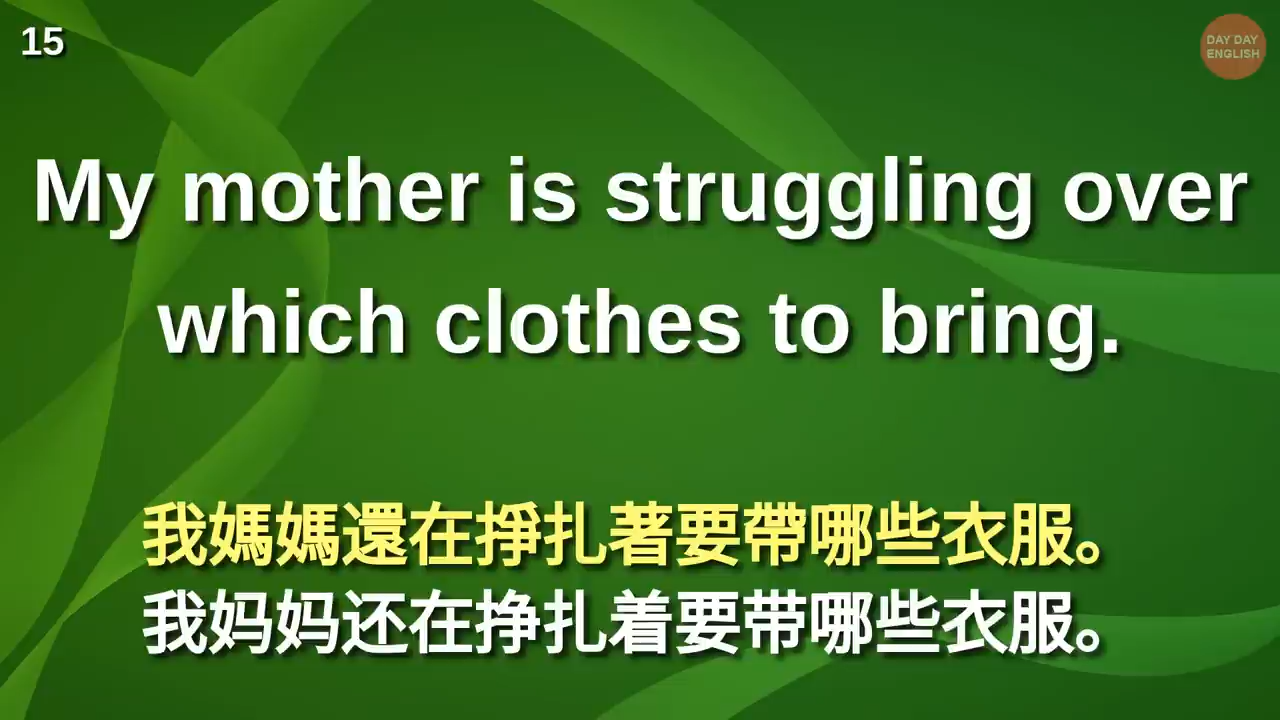 15
DAY DAY
ENGLISH
My mother is struggling over
which clothes to bring.
我媽媽還在掙扎著要帶哪些衣服。
我妈妈还在挣扎着要带哪些衣服。